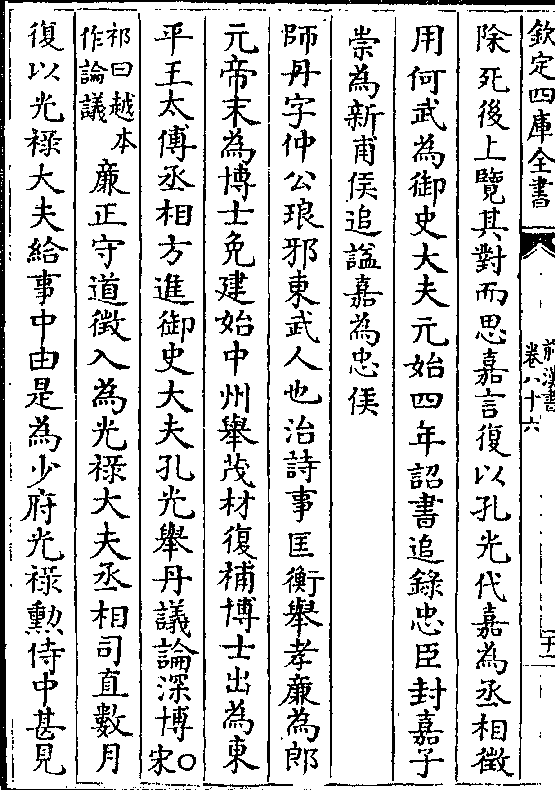 欽定四庫全書
前漢書
卷八十六
除死後上覽其對而思嘉言復以孔光代嘉為丞相徵
用何武為御史大夫元始四年詔書追錄忠臣封嘉子
崇為新甫侯追諡嘉為忠侯
師丹字仲公琅邪東武人也治詩事匡衡舉孝廉為郎
元帝末為博士免建始中州舉茂材復補博士出為東
平王太傅丞相方進御史大夫孔光舉丹議論深博○宋
祁曰越本
作論議
廉正守道徵入為光祿大夫丞相司直數月
復以光祿大夫給事中由是為少府光祿勲侍中甚見